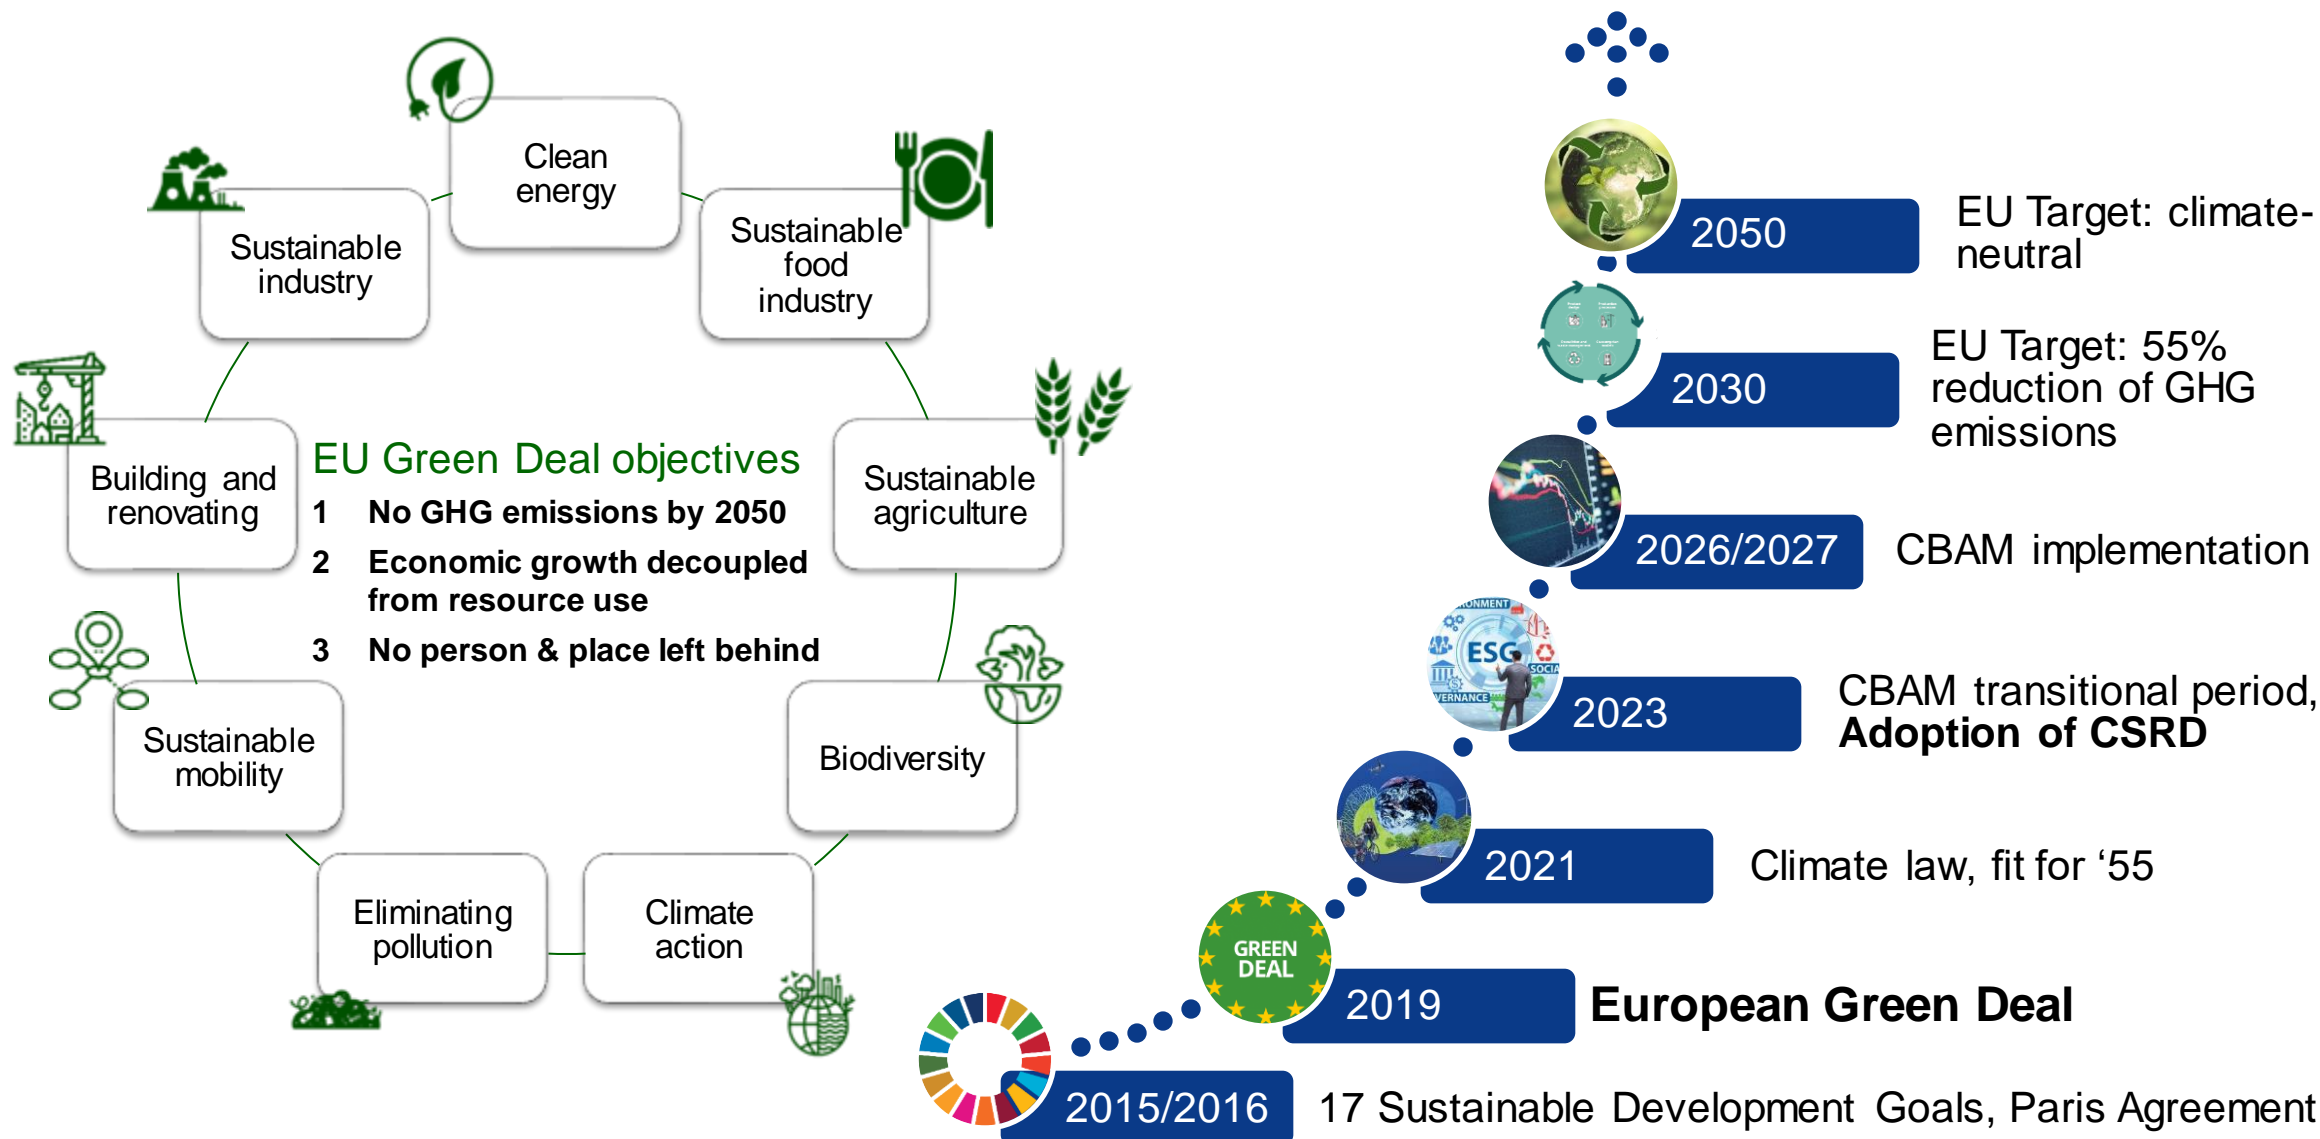 Clean
energy
Sustainable
food
industry
Sustainable
agriculture
Biodiversity
Climate
action
Eliminating
pollution
Sustainable
mobility
Building and
renovating
Sustainable
industry
EU Green Deal objectives
1 No GHG emissions by 2050
2 Economic growth decoupled
from resource use
3 No person & place left behind
2050
EU Target: climate-
neutral
2030
EU Target: 55%
reduction of GHG
emissions
2026/2027
CBAM implementation
ESG
2023
CBAM transitional period,
Adoption of CSRD
2021
Climate law, fit for ‘55
GREEN
DEAL
2019
European Green Deal
2015/2016
17 Sustainable Development Goals, Paris Agreement